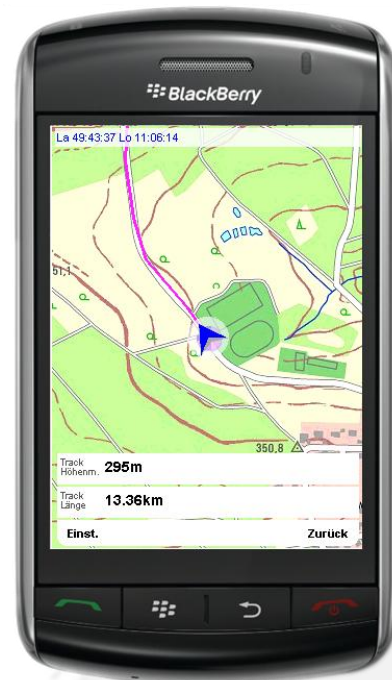 BlackBerry
La 49:43:37 Lo 11:06:14
51,1
350,8
Track
Höhenm. 295m
Track
Länge 13.36km
Einst. Zurück